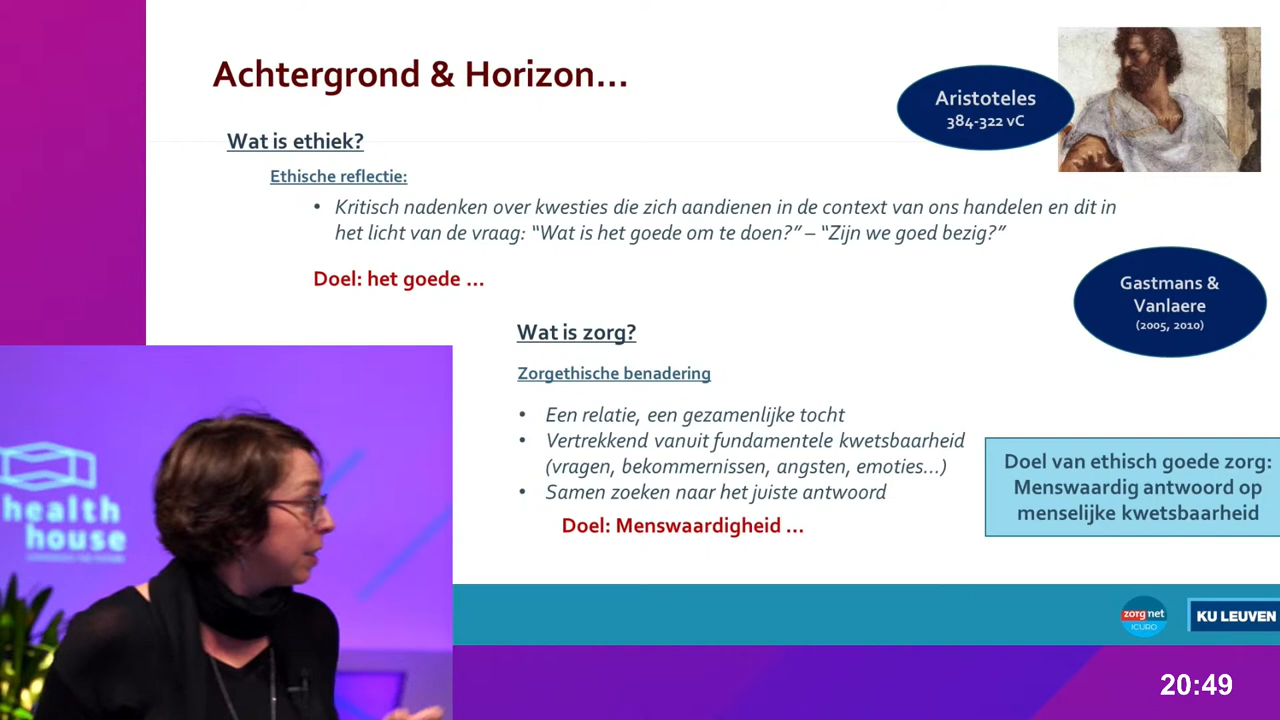 Achtergrond & Horizon...
Aristoteles
384-322 vC
Wat is ethiek?
Ethische reflectie:
• Kritisch nadenken over kwesties die zich aandienen in de context van ons handelen en dit in
het licht van de vraag: “Wat is het goede om te doen?” – “Zijn we goed bezig?”
Doel: het goede ...
Gastmans &
Vanlaere
(2005, 2010)
Wat is zorg?
Zorgethische benadering
• Een relatie, een gezamenlijke tocht
• Vertrekkend vanuit fundamentele kwetsbaarheid
(vragen, bekommernissen, angsten, emoties...)
• Samen zoeken naar het juiste antwoord
Doel: Menswaardigheid ...
Doel van ethisch goede zorg:
Menswaardig antwoord op
menselijke kwetsbaarheid
health
house
zorgnet
ICURO
KU LEUVEN
20:49